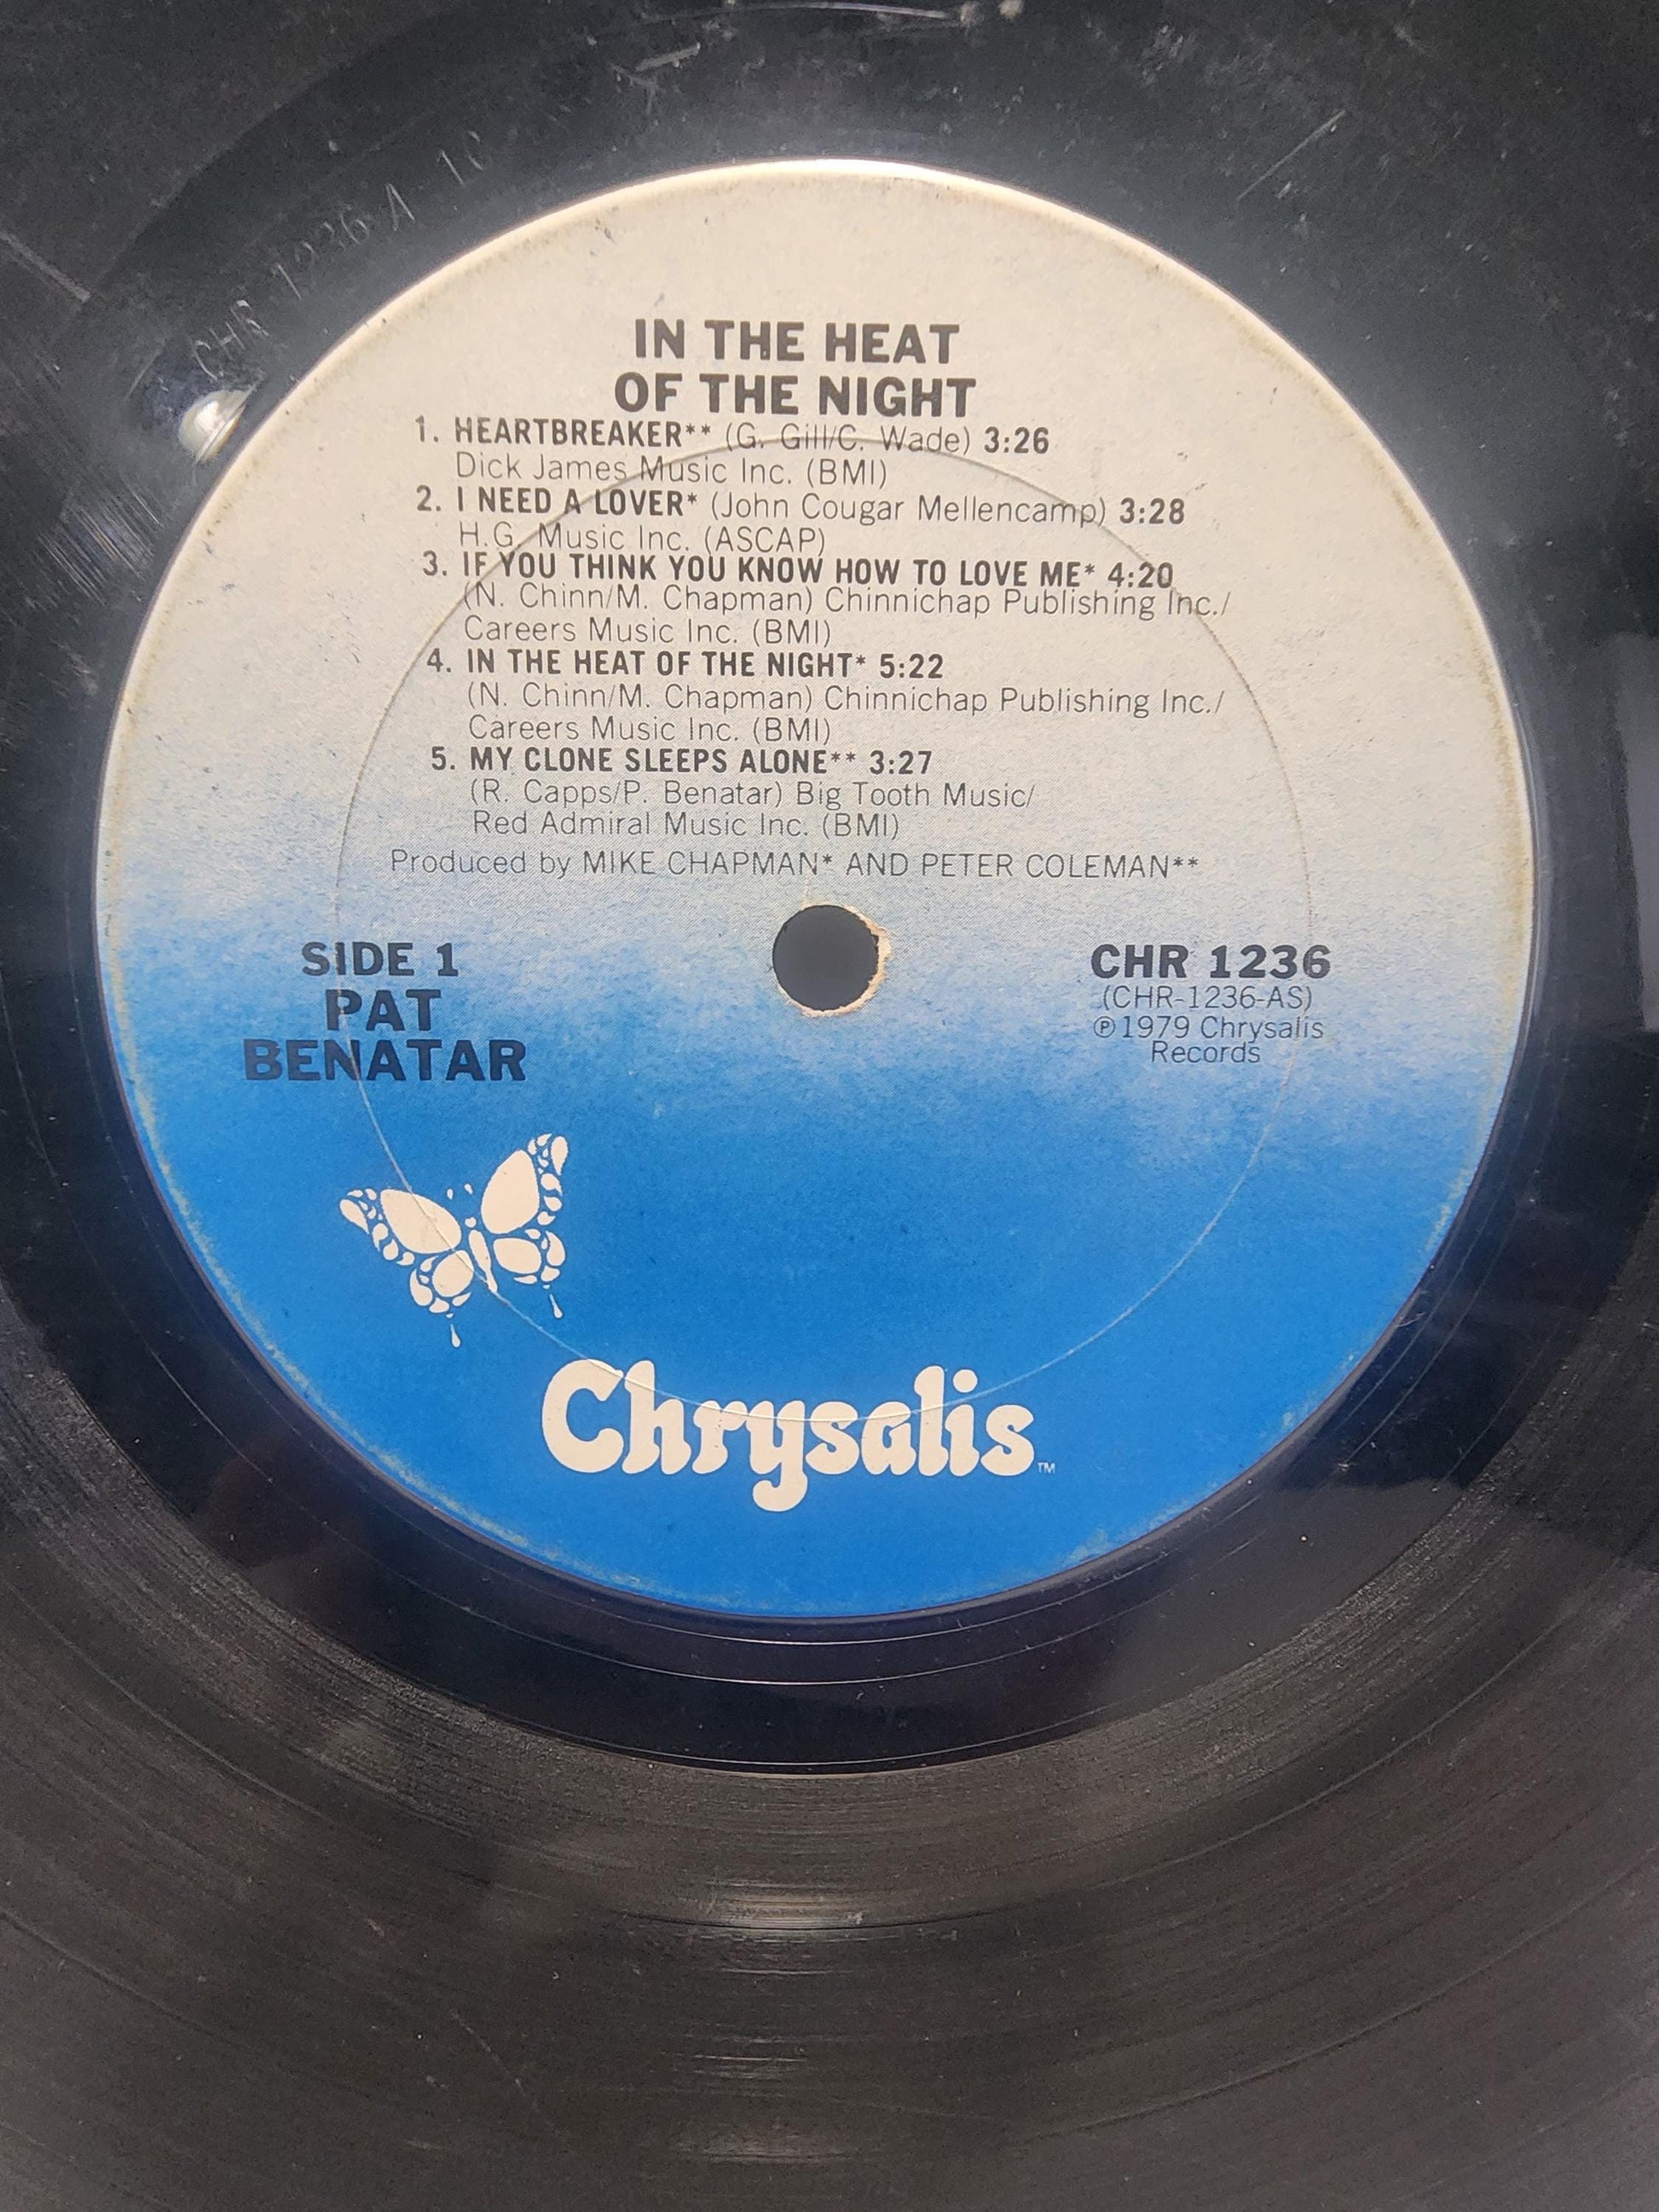 CHR 1236 A 10
IN THE HEAT
OF THE NIGHT
1. HEARTBREAKER** (G. Gill/C. Wade) 3:26
Dick James Music Inc. (BMI)
2. I NEED A LOVER* (John Cougar Mellencamp) 3:28
H.G. Music Inc. (ASCAP)
3. IF YOU THINK YOU KNOW HOW TO LOVE ME* 4:20
(N. Chinn/M. Chapman) Chinnichap Publishing Inc./
Careers Music Inc. (BMI)
4. IN THE HEAT OF THE NIGHT* 5:22
(N. Chinn/M. Chapman) Chinnichap Publishing Inc./
Careers Music Inc. (BMI)
5. MY CLONE SLEEPS ALONE** 3:27
(R. Capps/P. Benatar) Big Tooth Music/
Red Admiral Music Inc. (BMI)
Produced by MIKE CHAPMAN* AND PETER COLEMAN**
SIDE 1
PAT
BENATAR
CHR 1236
(CHR-1236-AS)
℗1979 Chrysalis
Records
Chrysalis™